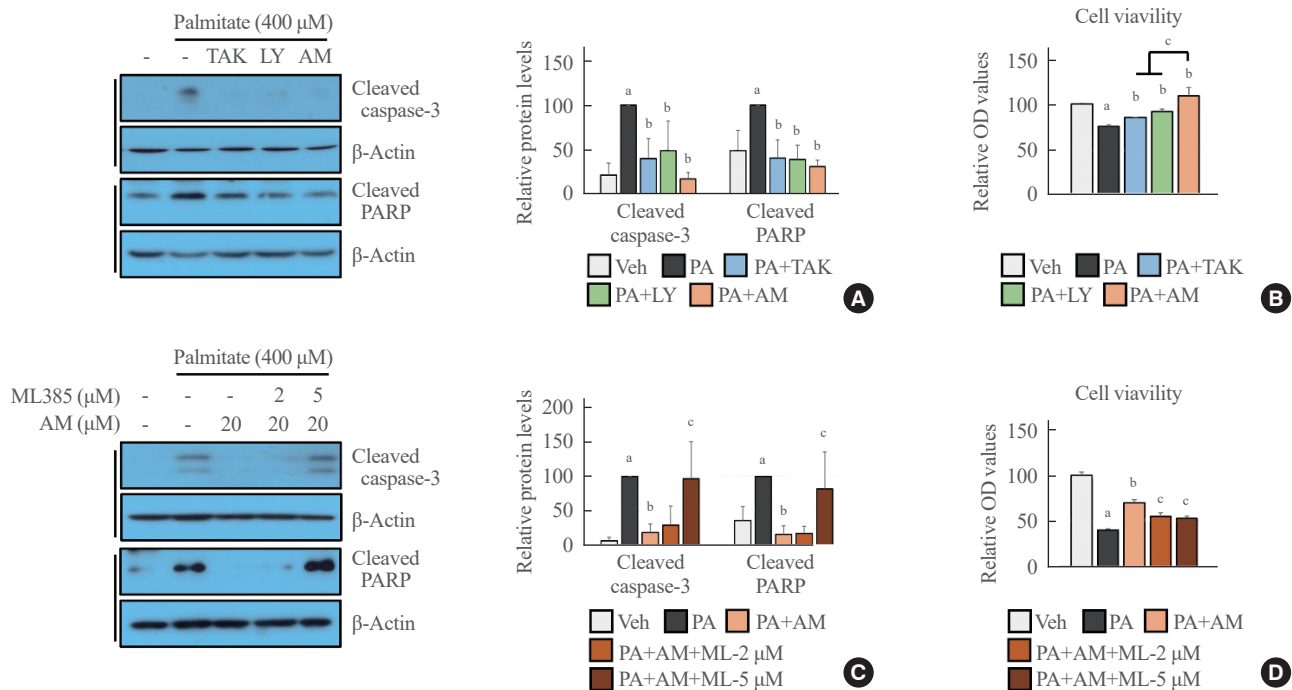 Palmitate (400 μM)
- - TAK LY AM
Cleaved
caspase-3
β-Actin
Cleaved
PARP
β-Actin
Relative protein levels
150
100
50
0
a
b
b
b
a
b
b
b
Cleaved
caspase-3
Cleaved
PARP
Veh PA PA+TAK
PA+LY PA+AM
A
Cell viavility
Relative OD values
150
100
50
0
a
b
b
b
c
Veh PA PA+TAK
PA+LY PA+AM
B
Palmitate (400 μM)
ML385 (μM) - - - 2 5
AM (μM) - - 20 20 20
Cleaved
caspase-3
β-Actin
Cleaved
PARP
β-Actin
Relative protein levels
200
150
100
50
0
a
b
c
a
b
c
Cleaved
caspase-3
Cleaved
PARP
Veh PA PA+AM
PA+AM+ML-2 μM
PA+AM+ML-5 μM
C
Cell viavility
Relative OD values
150
100
50
0
a
b
c
c
Veh PA PA+AM
PA+AM+ML-2 μM
PA+AM+ML-5 μM
D